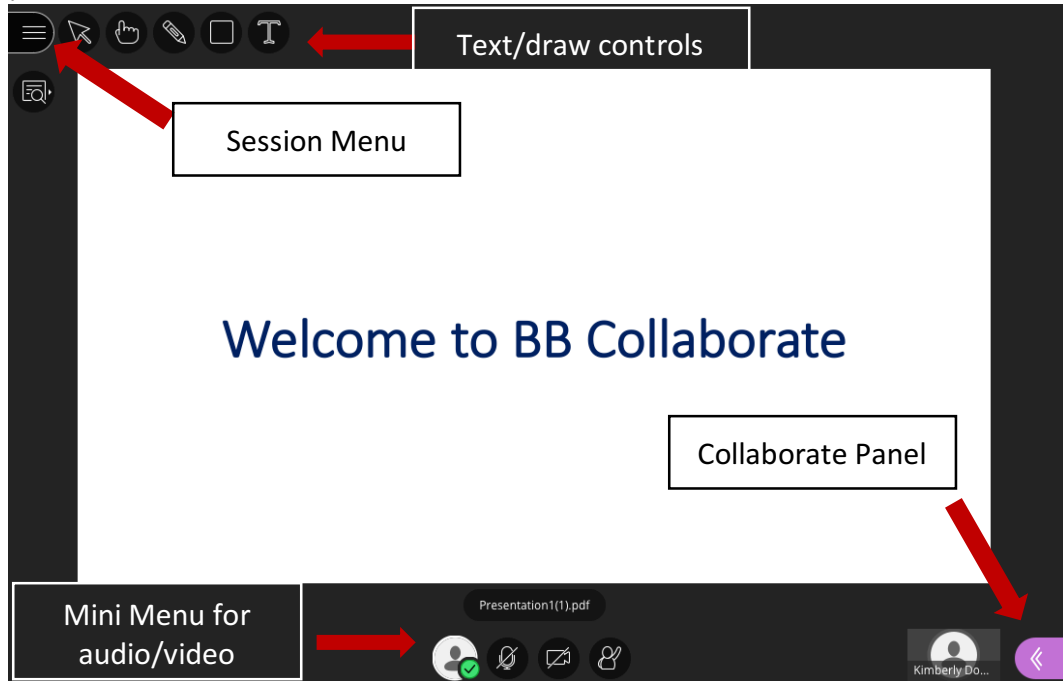 Text/draw controls
Session Menu
Welcome to BB Collaborate
Collaborate Panel
Mini Menu for
audio/video
Presentation1(1).pdf
Kimberly Do...